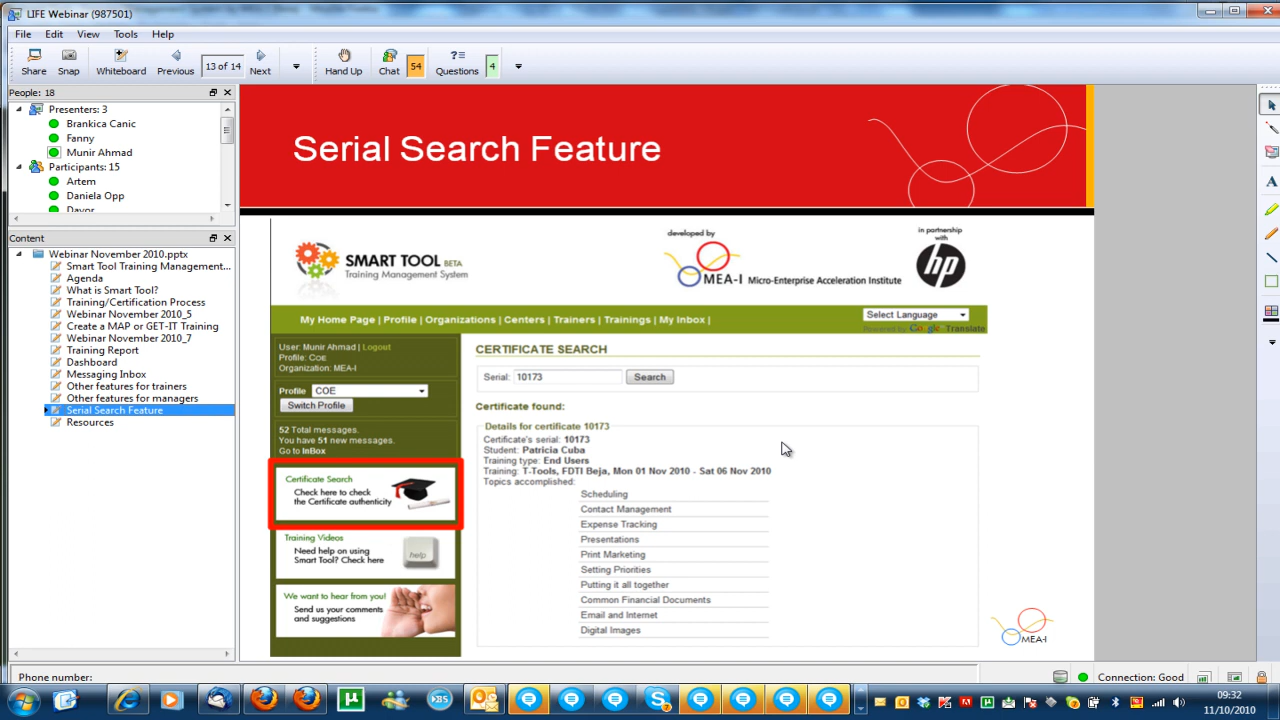 LIFE Webinar (987501)
File Edit View Tools Help
Share Snap Whiteboard Previous 13 of 14 Next Hand Up Chat 54 Questions 4
People: 18
Presenters: 3
Brankica Canic
Fanny
Munir Ahmad
Participants: 15
Artem
Daniela Opp
Davor
Content
Webinar November 2010.pptx
Smart Tool Training Management...
Agenda
What is Smart Tool?
Training/Certification Process
Webinar November 2010_5
Create a MAP or GET-IT Training
Webinar November 2010_7
Training Report
Dashboard
Messaging Inbox
Other features for trainers
Other features for managers
Serial Search Feature
Resources
Serial Search Feature
SMART TOOL BETA
Training Management System
developed by
MEA-I Micro-Enterprise Acceleration Institute
in partnership
with
hp
My Home Page | Profile | Organizations | Centers | Trainers | Trainings | My Inbox |
Select Language
Powered by Google Translate
User: Munir Ahmad | Logout
Profile: COE
Organization: MEA-I
Profile COE
Switch Profile
52 Total messages.
You have 51 new messages.
Go to InBox
Certificate Search
Check here to check
the Certificate authenticity
Training Videos
Need help on using
Smart Tool? Check here
help
We want to hear from you!
Send us your comments
and suggestions
CERTIFICATE SEARCH
Serial: 10173 Search
Certificate found:
Details for certificate 10173
Certificate's serial: 10173
Student: Patricia Cuba
Training type: End Users
Training: T-Tools, FDTI Beja, Mon 01 Nov 2010 - Sat 06 Nov 2010
Topics accomplished:
Scheduling
Contact Management
Expense Tracking
Presentations
Print Marketing
Setting Priorities
Putting it all together
Common Financial Documents
Email and Internet
Digital Images
MEA-I
Phone number:
Connection: Good
09:32
11/10/2010